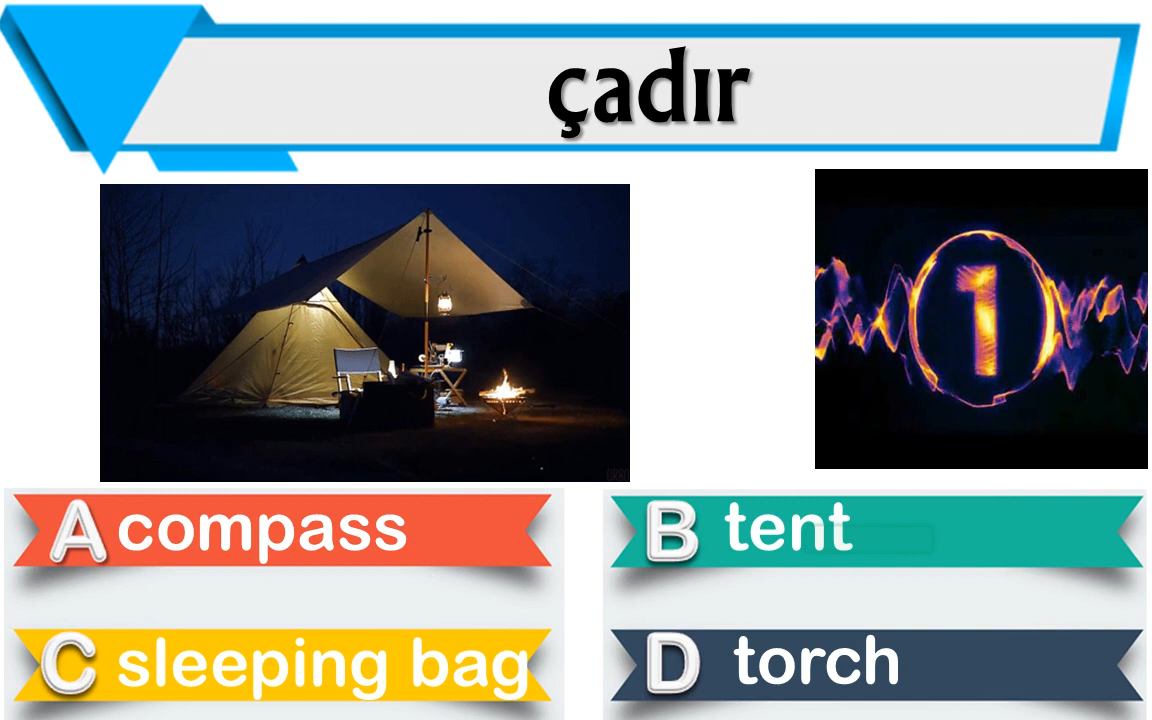 çadır
1
A compass
B tent
C sleeping bag
D torch